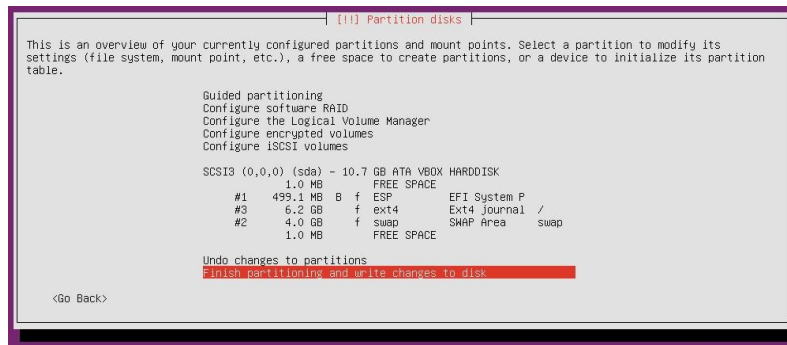 [!!] Partition disks
This is an overview of your currently configured partitions and mount points. Select a partition to modify its
settings (file system, mount point, etc.), a free space to create partitions, or a device to initialize its partition
table.
Guided partitioning
Configure software RAID
Configure the Logical Volume Manager
Configure encrypted volumes
Configure iSCSI volumes
SCSI3 (0,0,0) (sda) - 10.7 GB ATA VBOX HARDDISK
1.0 MB FREE SPACE
#1 499.1 MB B f ESP EFI System P
#3 6.2 GB f ext4 Ext4 journal /
#2 4.0 GB f swap SWAP Area swap
1.0 MB FREE SPACE
Undo changes to partitions
Finish partitioning and write changes to disk
<Go Back>